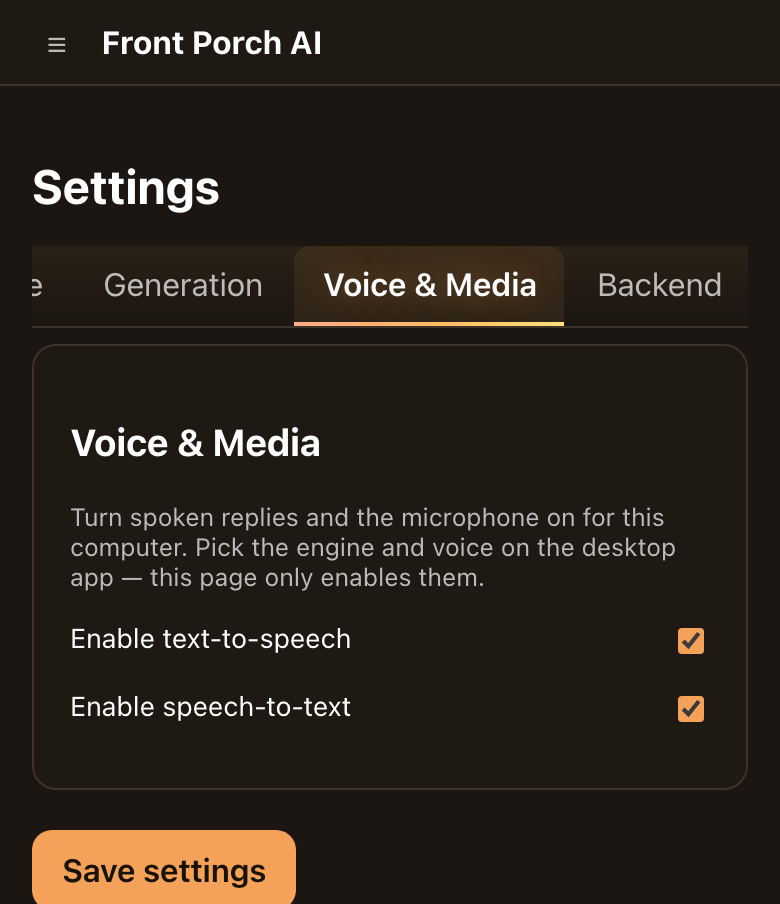 Front Porch AI
Settings
e Generation Voice & Media Backend
Voice & Media
Turn spoken replies and the microphone on for this
computer. Pick the engine and voice on the desktop
app — this page only enables them.
Enable text-to-speech
Enable speech-to-text
Save settings